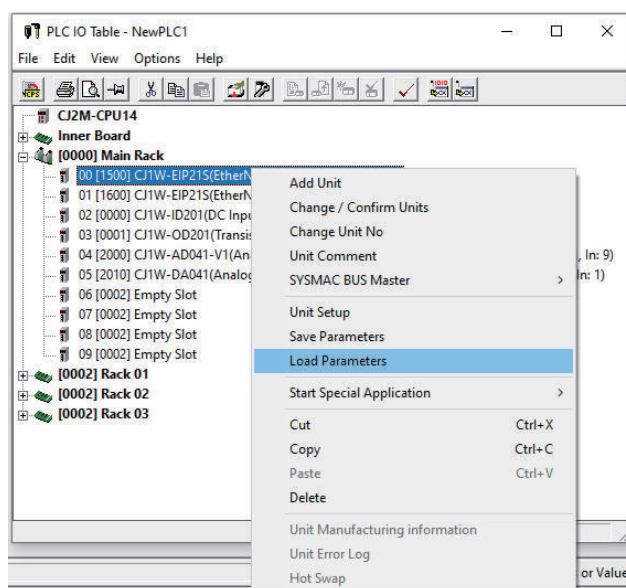 PLC IO Table - NewPLC1
File Edit View Options Help
CJ2M-CPU14
Inner Board
[0000] Main Rack
00 [1500] CJ1W-EIP21S(EtherN
01 [1600] CJ1W-EIP21S(EtherN
02 [0000] CJ1W-ID201(DC Inpu
03 [0001] CJ1W-OD201(Transis
04 [2000] CJ1W-AD041-V1(An , In: 9)
05 [2010] CJ1W-DA041(Analog In: 1)
06 [0002] Empty Slot
07 [0002] Empty Slot
08 [0002] Empty Slot
09 [0002] Empty Slot
[0002] Rack 01
[0002] Rack 02
[0002] Rack 03
Add Unit
Change / Confirm Units
Change Unit No
Unit Comment
SYSMAC BUS Master
Unit Setup
Save Parameters
Load Parameters
Start Special Application
Cut Ctrl+X
Copy Ctrl+C
Paste Ctrl+V
Delete
Unit Manufacturing information
Unit Error Log
Hot Swap
or Value